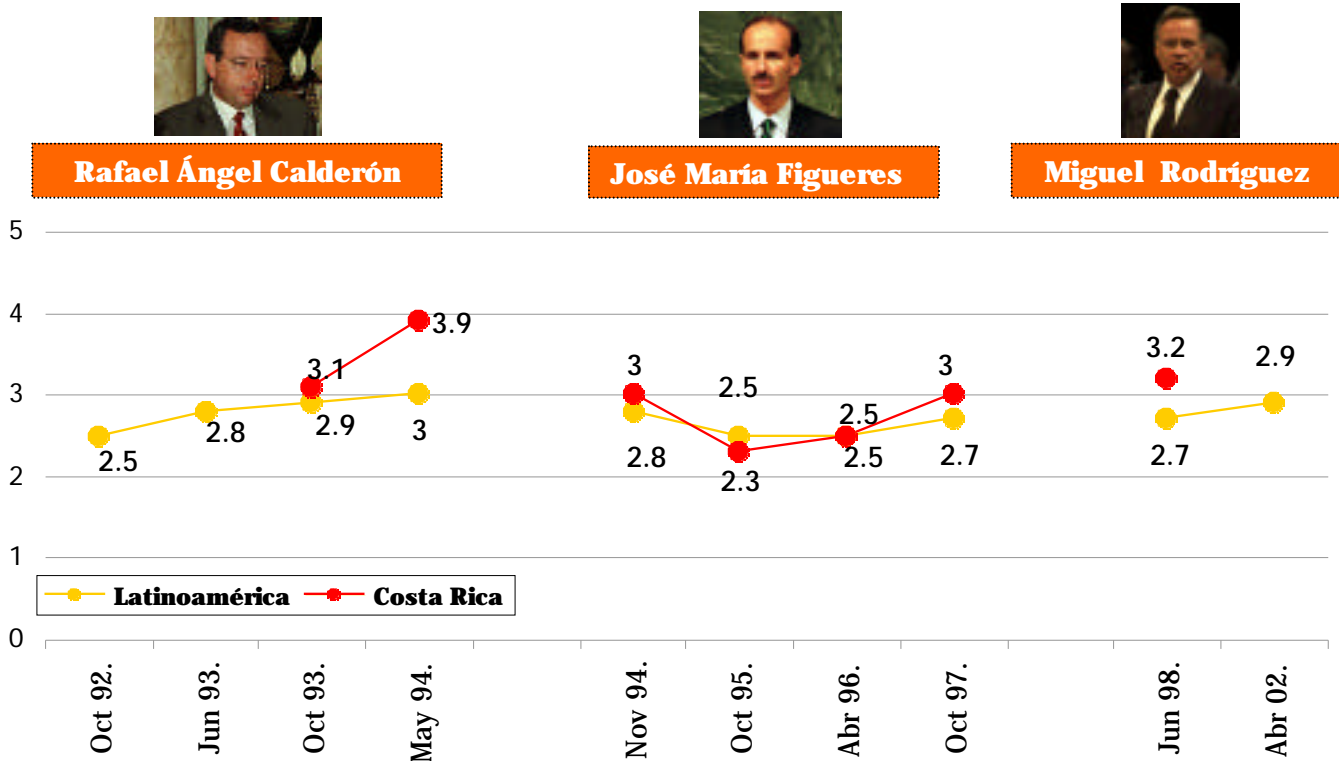 Rafael Ángel Calderón
José María Figueres
Miguel  Rodríguez
5
4
3
2
1
0
3.1
3.9
2.5
2.8
2.9
3
3
2.5
2.5
3
2.8
2.3
2.5
2.7
3.2
2.9
2.7
Latinoamérica
Costa Rica
Oct 92.
Jun 93.
Oct 93.
May 94.
Nov 94.
Oct 95.
Abr 96.
Oct 97.
Jun 98.
Abr 02.